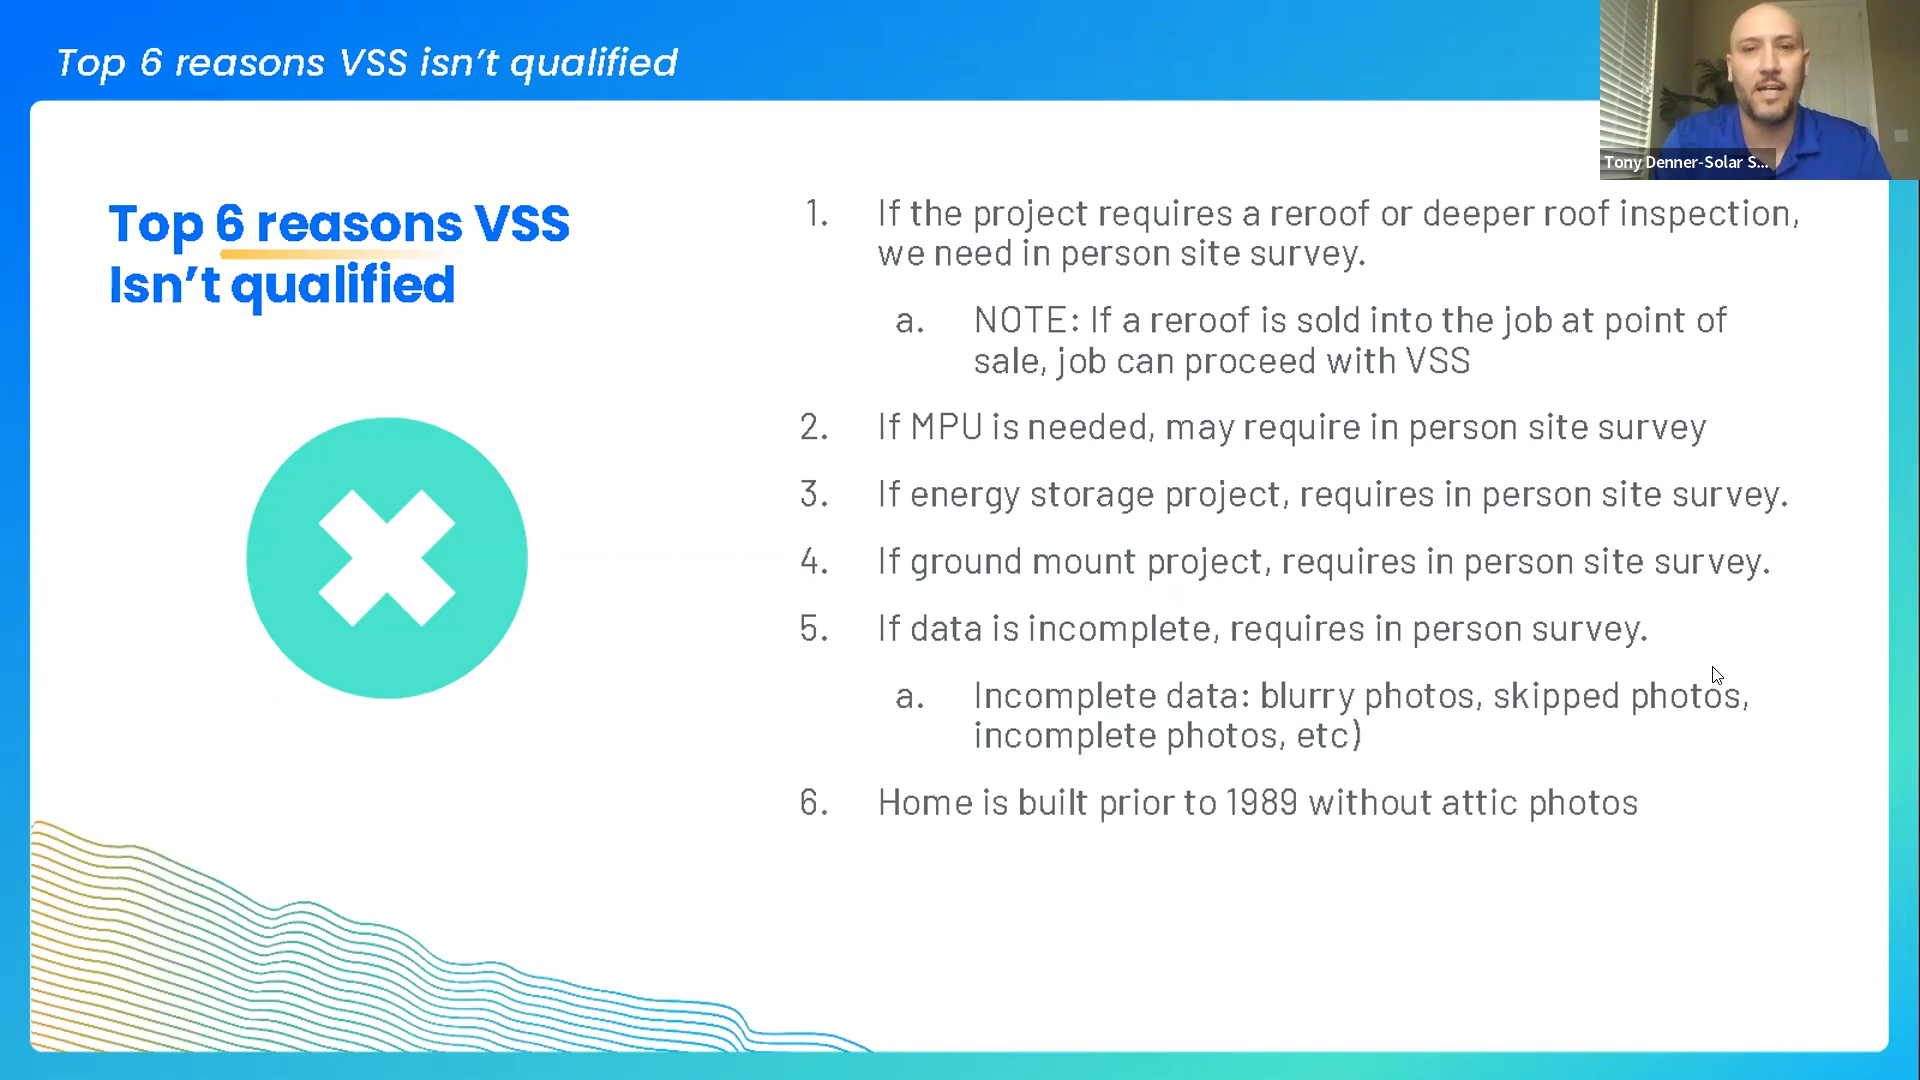 Top 6 reasons VSS isn’t qualified
Tony Denner-Solar S...
Top 6 reasons VSS
Isn’t qualified
1. If the project requires a reroof or deeper roof inspection,
we need in person site survey.
a. NOTE: If a reroof is sold into the job at point of
sale, job can proceed with VSS
2. If MPU is needed, may require in person site survey
3. If energy storage project, requires in person site survey.
4. If ground mount project, requires in person site survey.
5. If data is incomplete, requires in person survey.
a. Incomplete data: blurry photos, skipped photos,
incomplete photos, etc)
6. Home is built prior to 1989 without attic photos